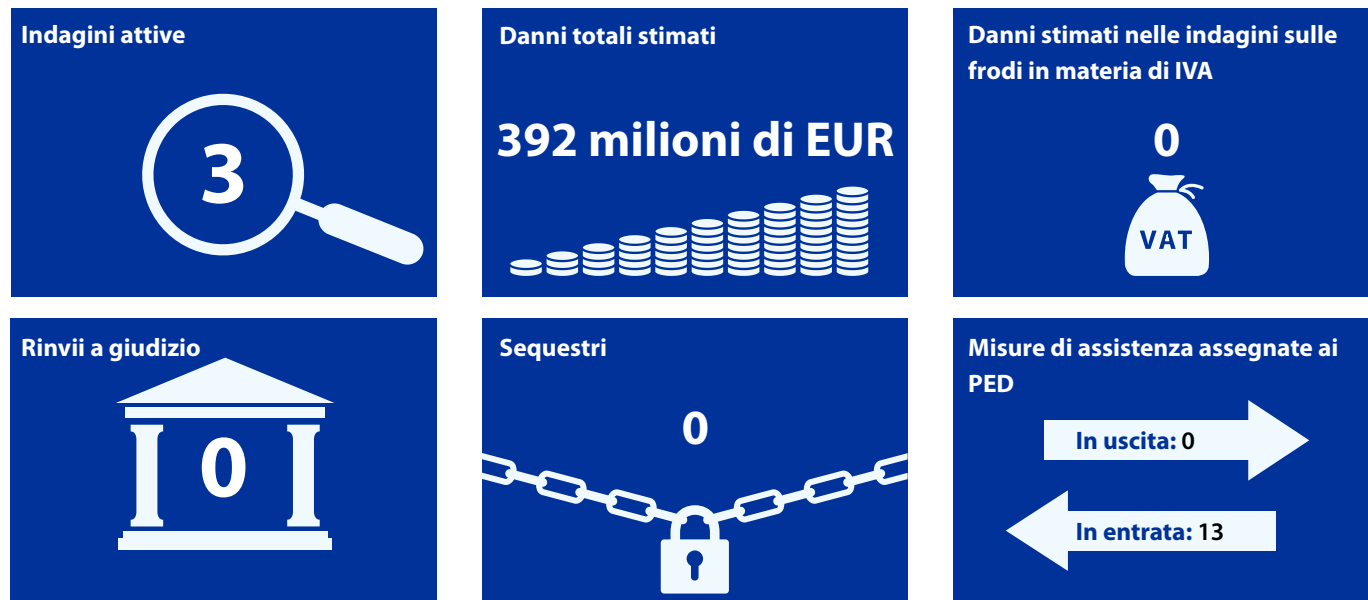 Indagini attive
3
Danni totali stimati
392 milioni di EUR
Danni stimati nelle indagini sulle
frodi in materia di IVA
0
VAT
Rinvii a giudizio
0
Sequestri
0
Misure di assistenza assegnate ai
PED
In uscita: 0
In entrata: 13